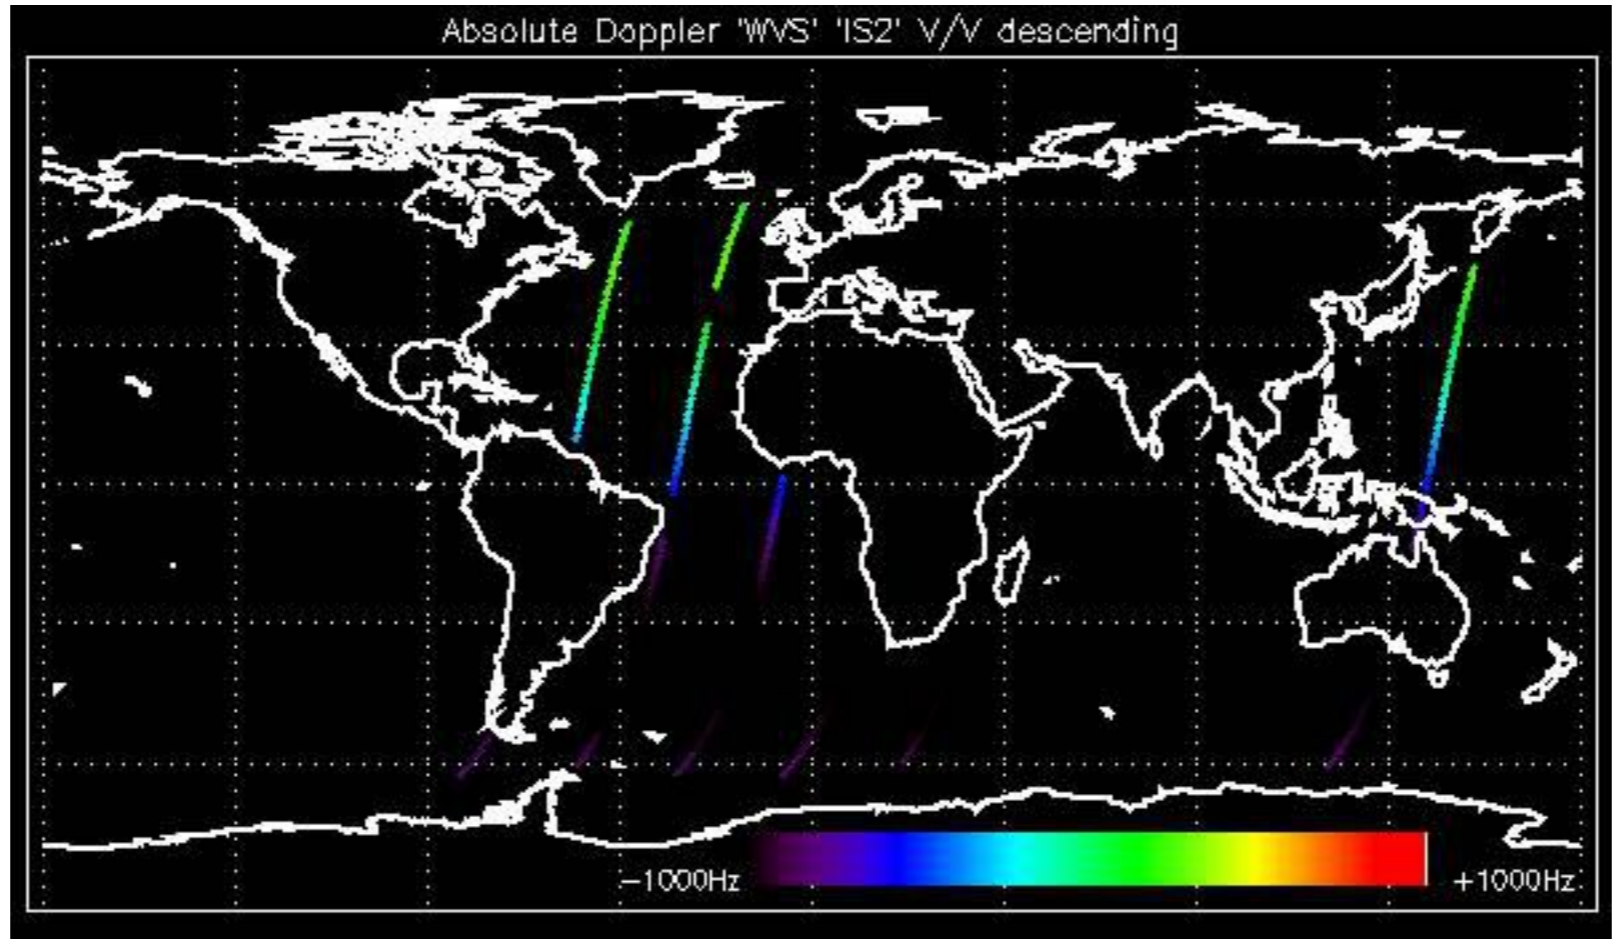 Absolute Doppler 'WVS' 'IS2' V/V descending
−1000Hz
+1000Hz